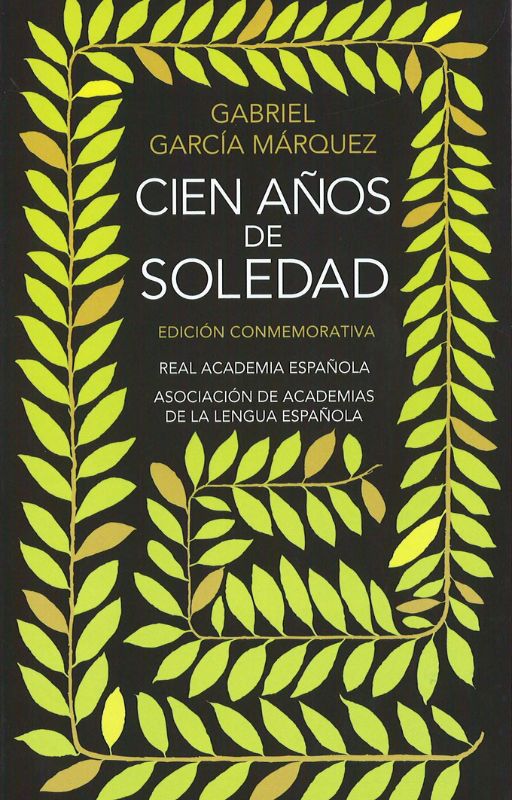 GABRIEL
GARCÍA MÁRQUEZ
CIEN AÑOS
DE
SOLEDAD
EDICIÓN CONMEMORATIVA
REAL ACADEMIA ESPAÑOLA
ASOCIACIÓN DE ACADEMIAS
DE LA LENGUA ESPAÑOLA